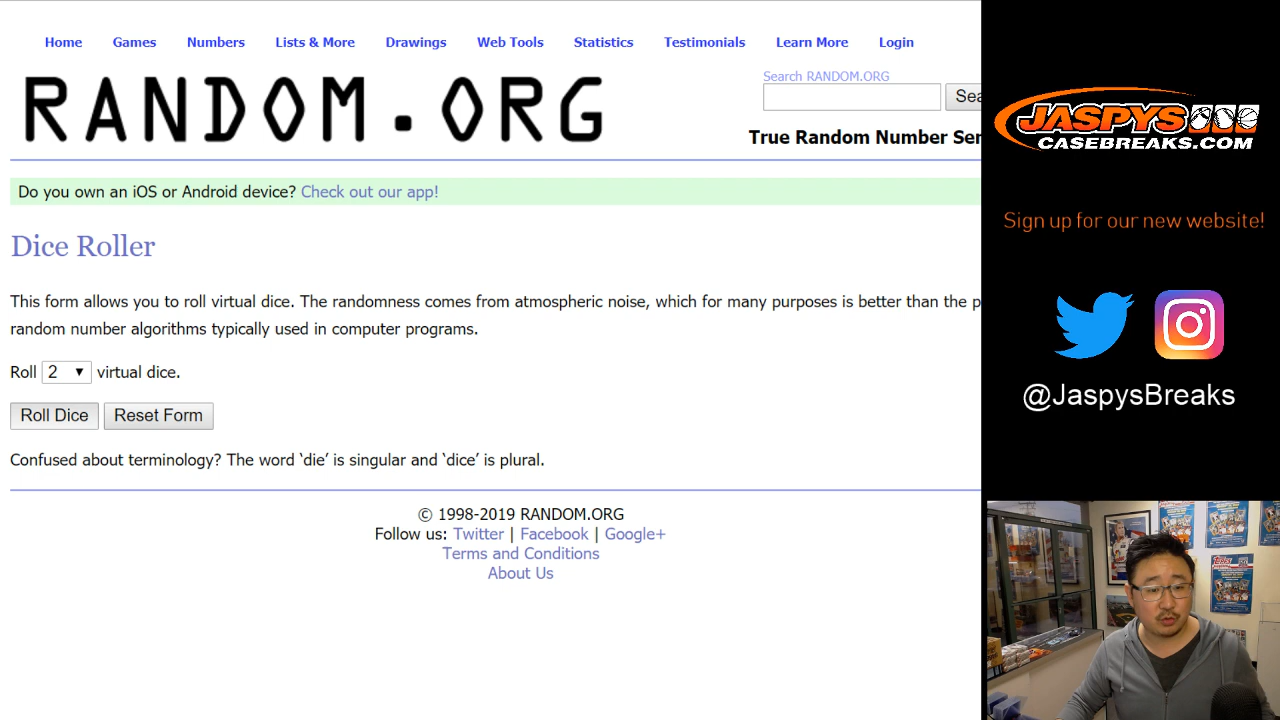 Home Games Numbers Lists & More Drawings Web Tools Statistics Testimonials Learn More Login
RANDOM.ORG
Search RANDOM.ORG
Sea
True Random Number Ser
Do you own an iOS or Android device? Check out our app!
Dice Roller
This form allows you to roll virtual dice. The randomness comes from atmospheric noise, which for many purposes is better than the p
random number algorithms typically used in computer programs.
Roll 2 virtual dice.
Roll Dice Reset Form
Confused about terminology? The word ‘die’ is singular and ‘dice’ is plural.
© 1998-2019 RANDOM.ORG
Follow us: Twitter | Facebook | Google+
Terms and Conditions
About Us
JASPYS
CASEBREAKS.COM
Sign up for our new website!
@JaspysBreaks